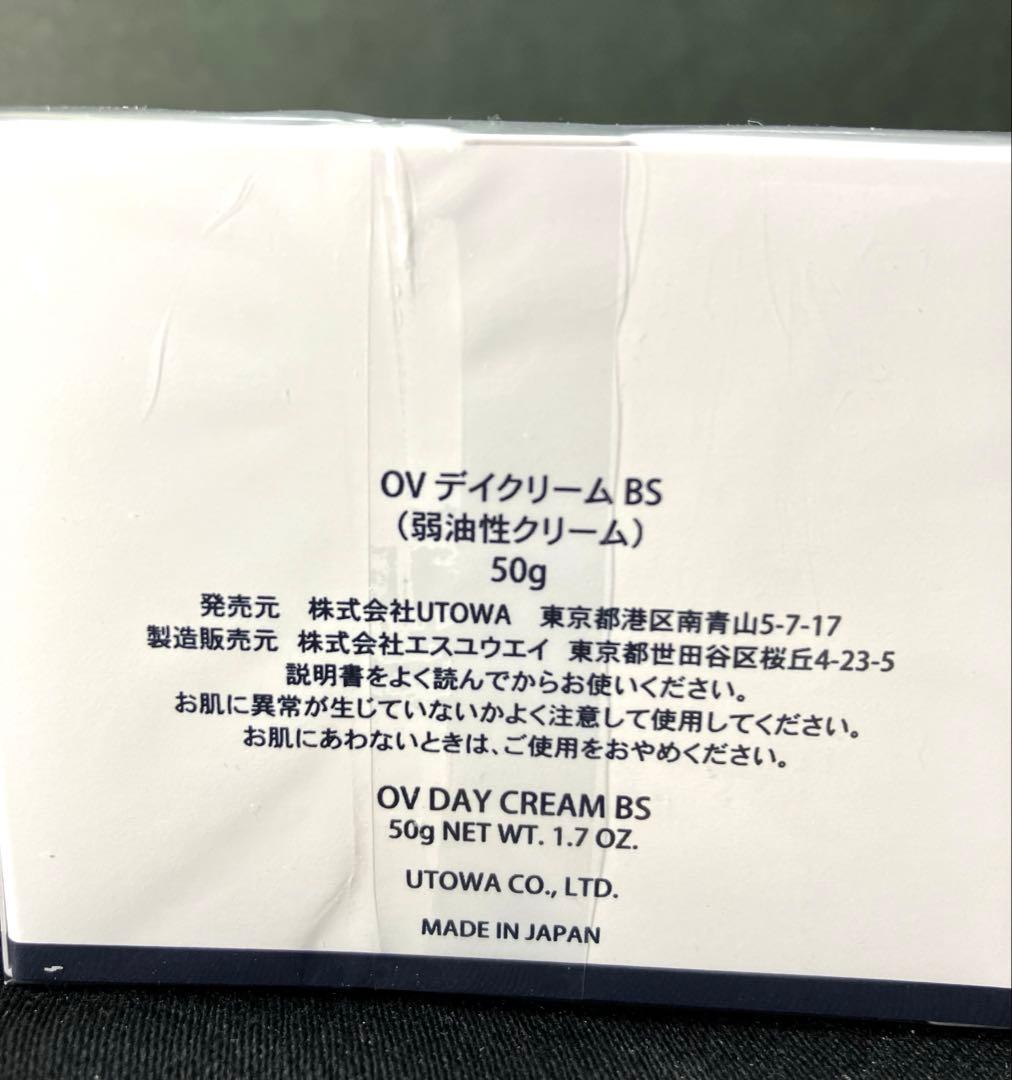 OV デイクリーム BS
（弱油性クリーム）
50g
発売元　株式会社UTOWA　東京都港区南青山5-7-17
製造販売元　株式会社エスユウエイ　東京都世田谷区桜丘4-23-5
説明書をよく読んでからお使いください。
お肌に異常が生じていないかよく注意して使用してください。
お肌にあわないときは、ご使用をおやめください。
OV DAY CREAM BS
50g NET WT. 1.7 OZ.
UTOWA CO., LTD.
MADE IN JAPAN